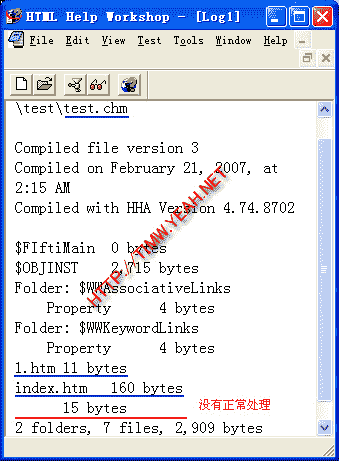 HTML Help Workshop - [Log1]
File Edit View Test Tools Window Help
\test\test.chm
Compiled file version 3
Compiled on February 21, 2007, at
2:15 AM
Compiled with HHA Version 4.74.8702
$FIftiMain 0 bytes
$OBJINST 2,715 bytes
Folder: $WWAssociativeLinks
Property 4 bytes
Folder: $WWKeywordLinks
Property 4 bytes
1.htm 11 bytes
index.htm 160 bytes
15 bytes
没有正常处理
2 folders, 7 files, 2,909 bytes
HTTP://TMW.YEAH.NET